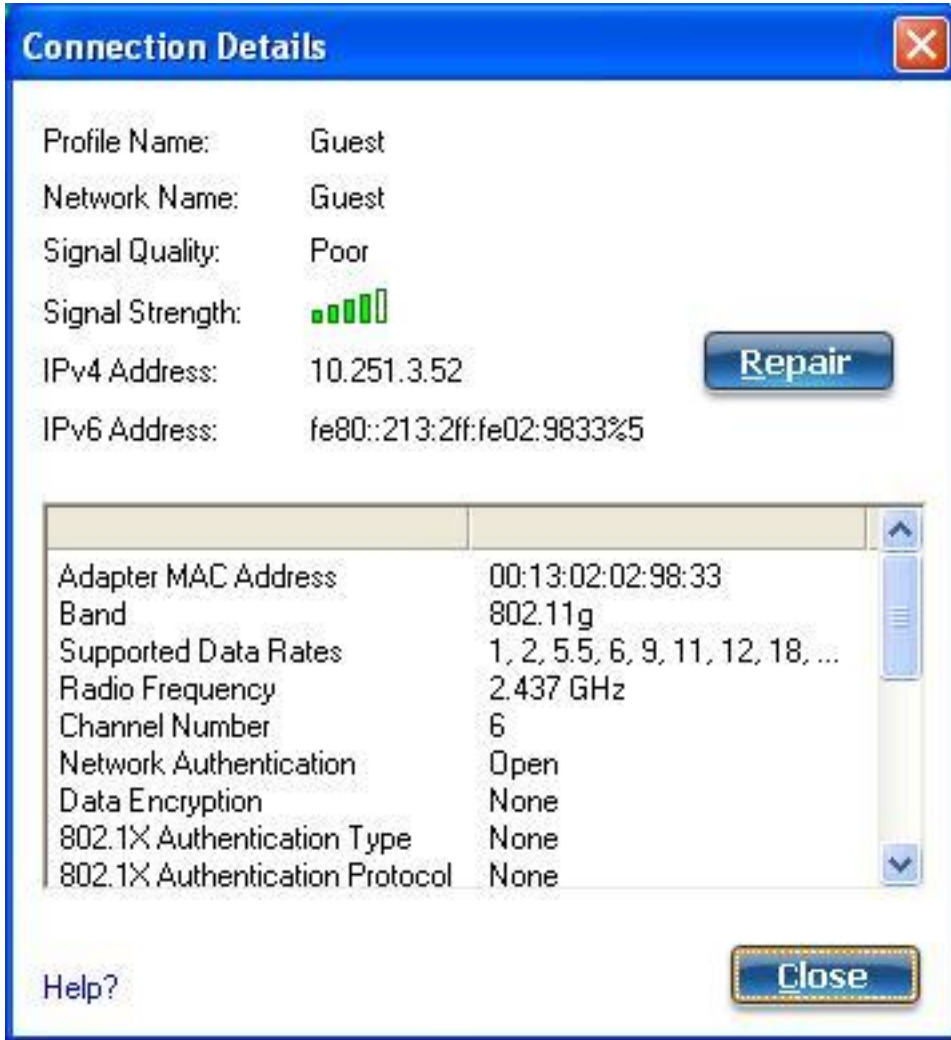 Connection Details
Profile Name: Guest
Network Name: Guest
Signal Quality: Poor
Signal Strength:
IPv4 Address: 10.251.3.52
Repair
IPv6 Address: fe80::213:2ff:fe02:9833%5
Adapter MAC Address 00:13:02:02:98:33
Band 802.11g
Supported Data Rates 1, 2, 5.5, 6, 9, 11, 12, 18, ...
Radio Frequency 2.437 GHz
Channel Number 6
Network Authentication Open
Data Encryption None
802.1X Authentication Type None
802.1X Authentication Protocol None
Help?
Close